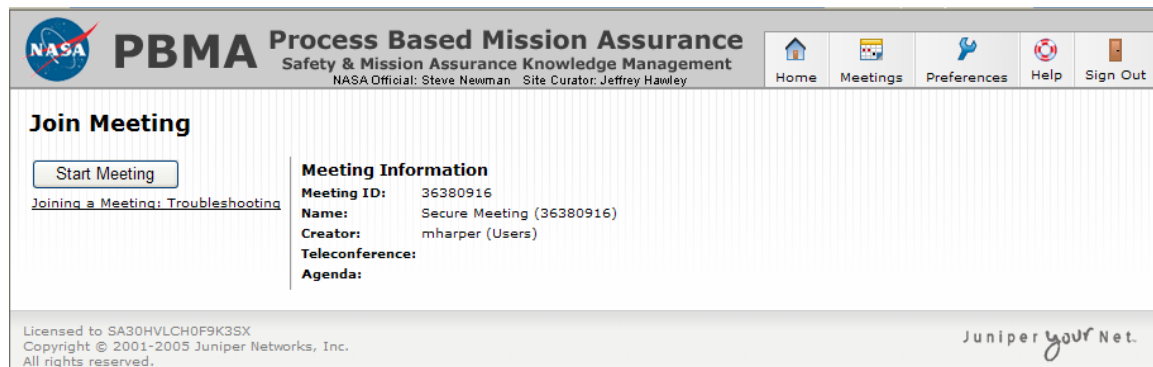 NASA
PBMA
Process Based Mission Assurance
Safety & Mission Assurance Knowledge Management
NASA Official: Steve Newman Site Curator: Jeffrey Hawley
Home
Meetings
Preferences
Help
Sign Out
Join Meeting
Start Meeting
Joining a Meeting: Troubleshooting
Meeting Information
Meeting ID: 36380916
Name: Secure Meeting (36380916)
Creator: mharper (Users)
Teleconference:
Agenda:
Licensed to SA30HVLCH0F9K3SX
Copyright © 2001-2005 Juniper Networks, Inc.
All rights reserved.
Juniper your Net.